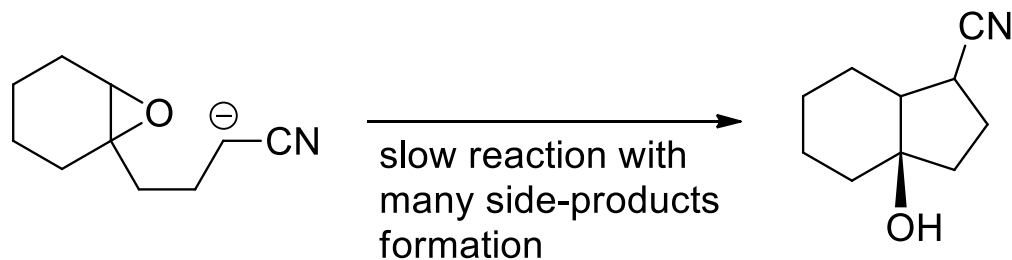 CN
O
⊖
CN
slow reaction with
many side-products
formation
OH